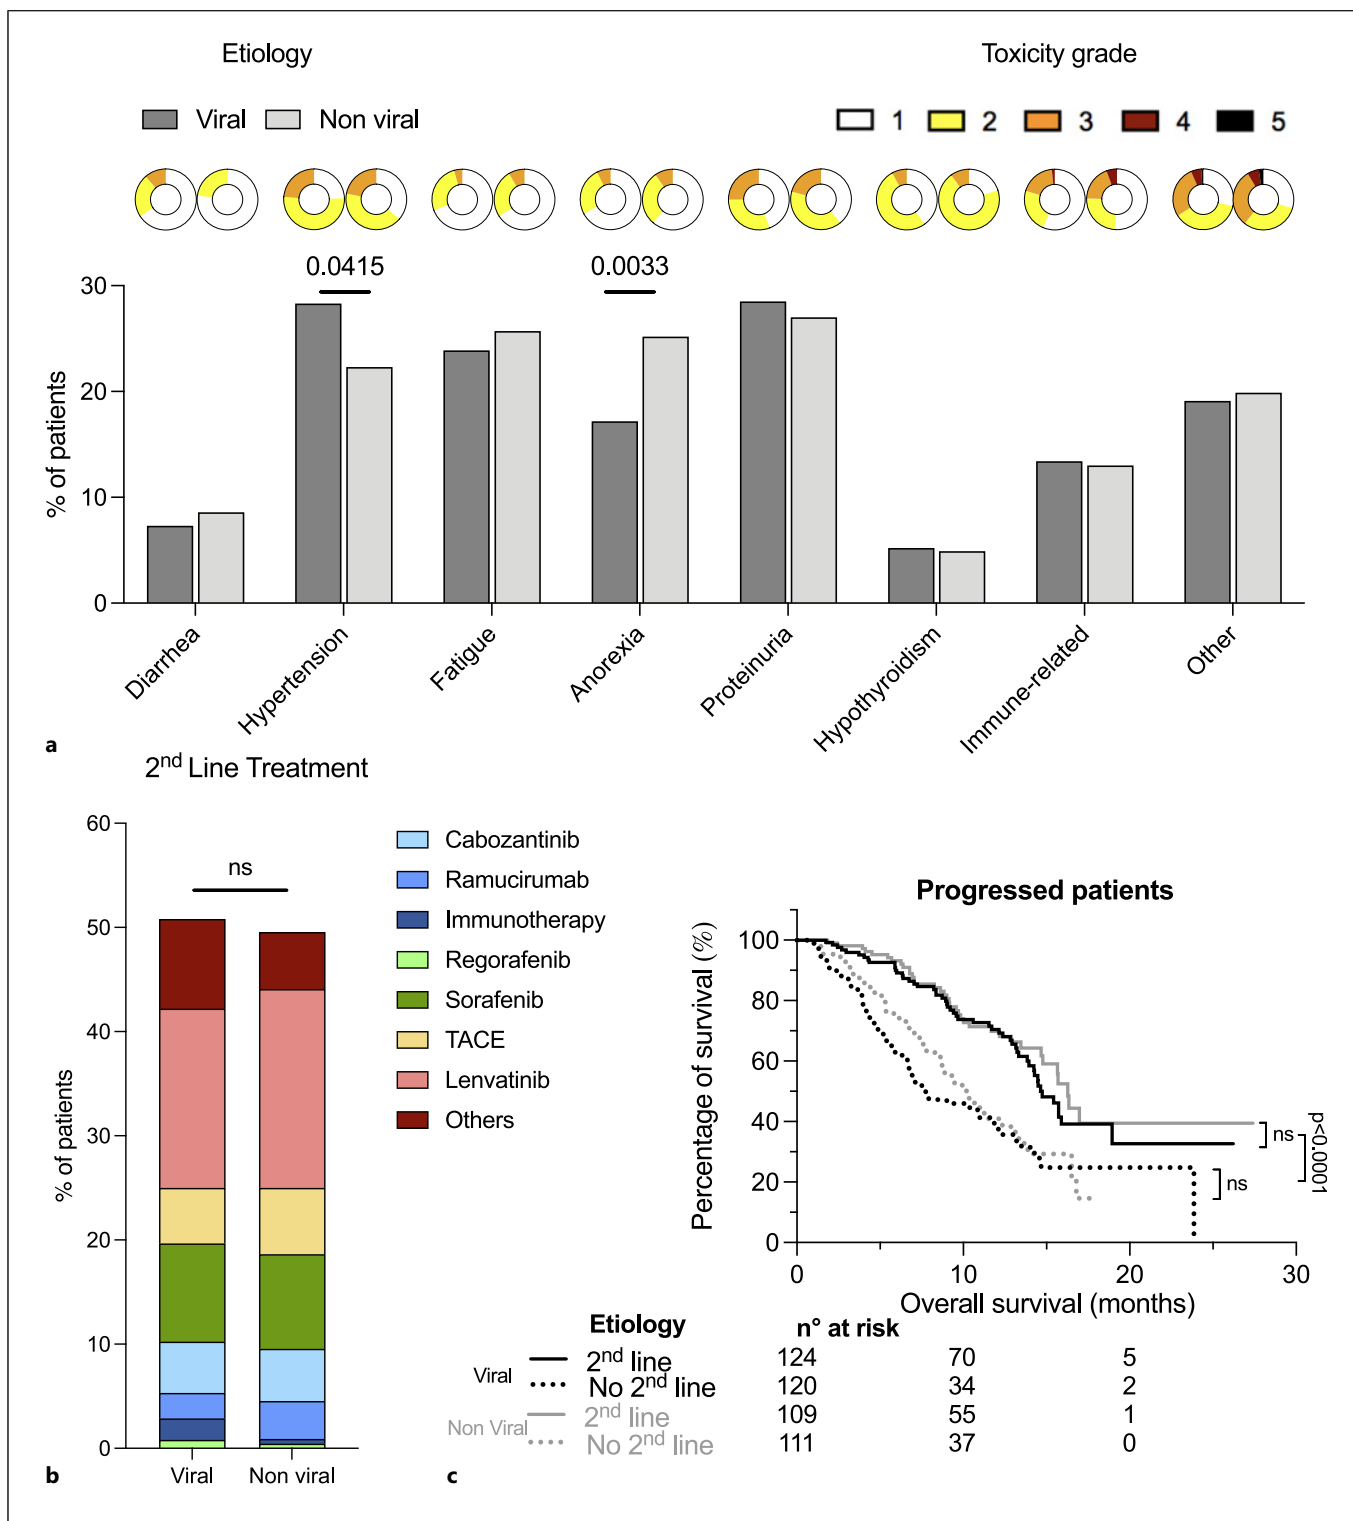 Etiology
Toxicity grade
Viral Non viral
1 2 3 4 5
0.0415 0.0033
30
20
10
0
% of patients
Diarrhea
Hypertension
Fatigue
Anorexia
Proteinuria
Hypothyroidism
Immune-related
Other
a
2nd Line Treatment
60
50
40
30
20
10
0
% of patients
ns
Viral Non viral
Cabozantinib
Ramucirumab
Immunotherapy
Regorafenib
Sorafenib
TACE
Lenvatinib
Others
b
Progressed patients
100
80
60
40
20
0
Percentage of survival (%)
ns
ns
p<0.0001
0 10 20 30
Overall survival (months)
Etiology n° at risk
Viral
2nd line 124 70 5
No 2nd line 120 34 2
Non Viral
2nd line 109 55 1
No 2nd line 111 37 0
c